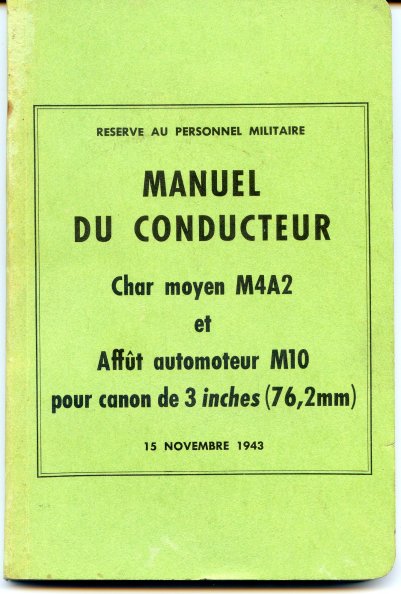 RESERVE AU PERSONNEL MILITAIRE
MANUEL
DU CONDUCTEUR
Char moyen M4A2
et
Affût automoteur M10
pour canon de 3 inches (76,2mm)
15 NOVEMBRE 1943